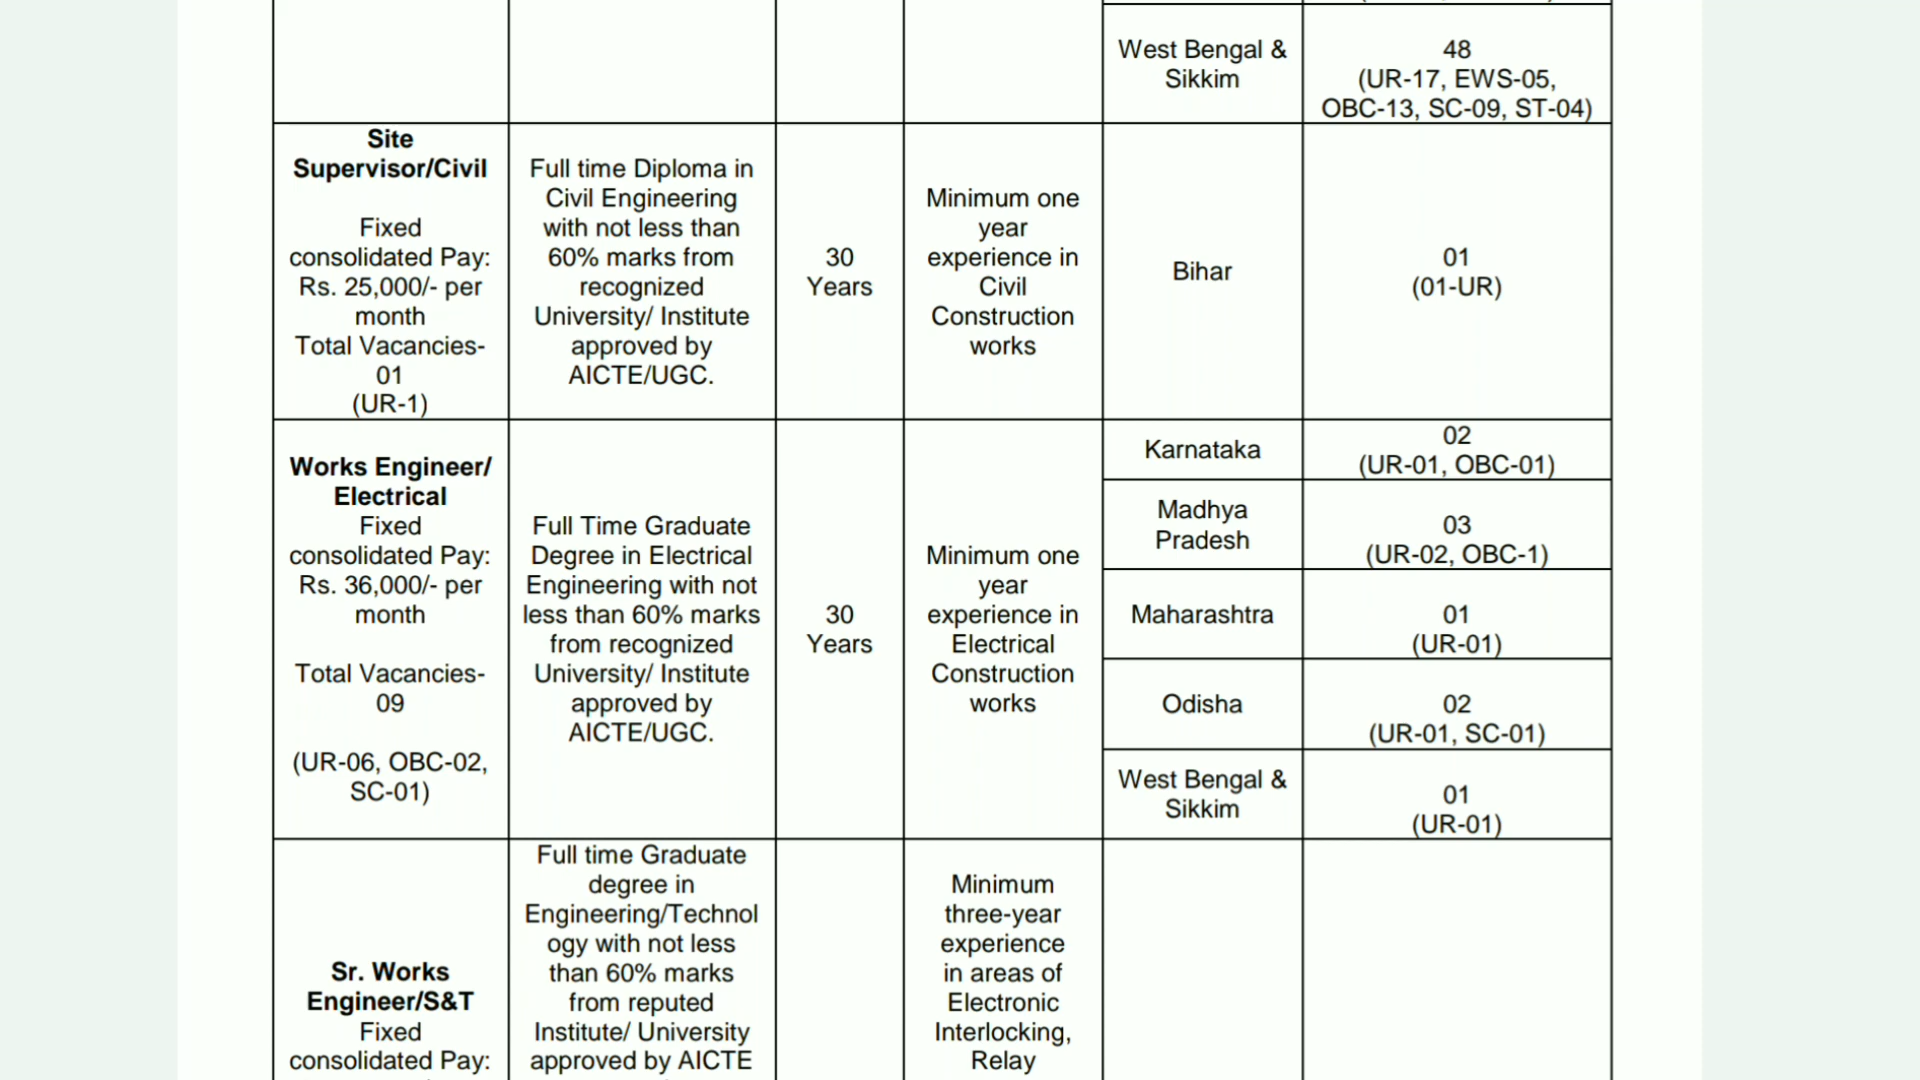 West Bengal &
Sikkim
48
(UR-17, EWS-05,
OBC-13, SC-09, ST-04)
Site
Supervisor/Civil
Fixed
consolidated Pay:
Rs. 25,000/- per
month
Total Vacancies-
01
(UR-1)
Full time Diploma in
Civil Engineering
with not less than
60% marks from
recognized
University/ Institute
approved by
AICTE/UGC.
30
Years
Minimum one
year
experience in
Civil
Construction
works
Bihar
01
(01-UR)
Works Engineer/
Electrical
Fixed
consolidated Pay:
Rs. 36,000/- per
month
Total Vacancies-
09
(UR-06, OBC-02,
SC-01)
Full Time Graduate
Degree in Electrical
Engineering with not
less than 60% marks
from recognized
University/ Institute
approved by
AICTE/UGC.
30
Years
Minimum one
year
experience in
Electrical
Construction
works
Karnataka
02
(UR-01, OBC-01)
Madhya
Pradesh
03
(UR-02, OBC-1)
Maharashtra
01
(UR-01)
Odisha
02
(UR-01, SC-01)
West Bengal &
Sikkim
01
(UR-01)
Sr. Works
Engineer/S&T
Fixed
consolidated Pay:
Full time Graduate
degree in
Engineering/Technol
ogy with not less
than 60% marks
from reputed
Institute/ University
approved by AICTE
Minimum
three-year
experience
in areas of
Electronic
Interlocking,
Relay